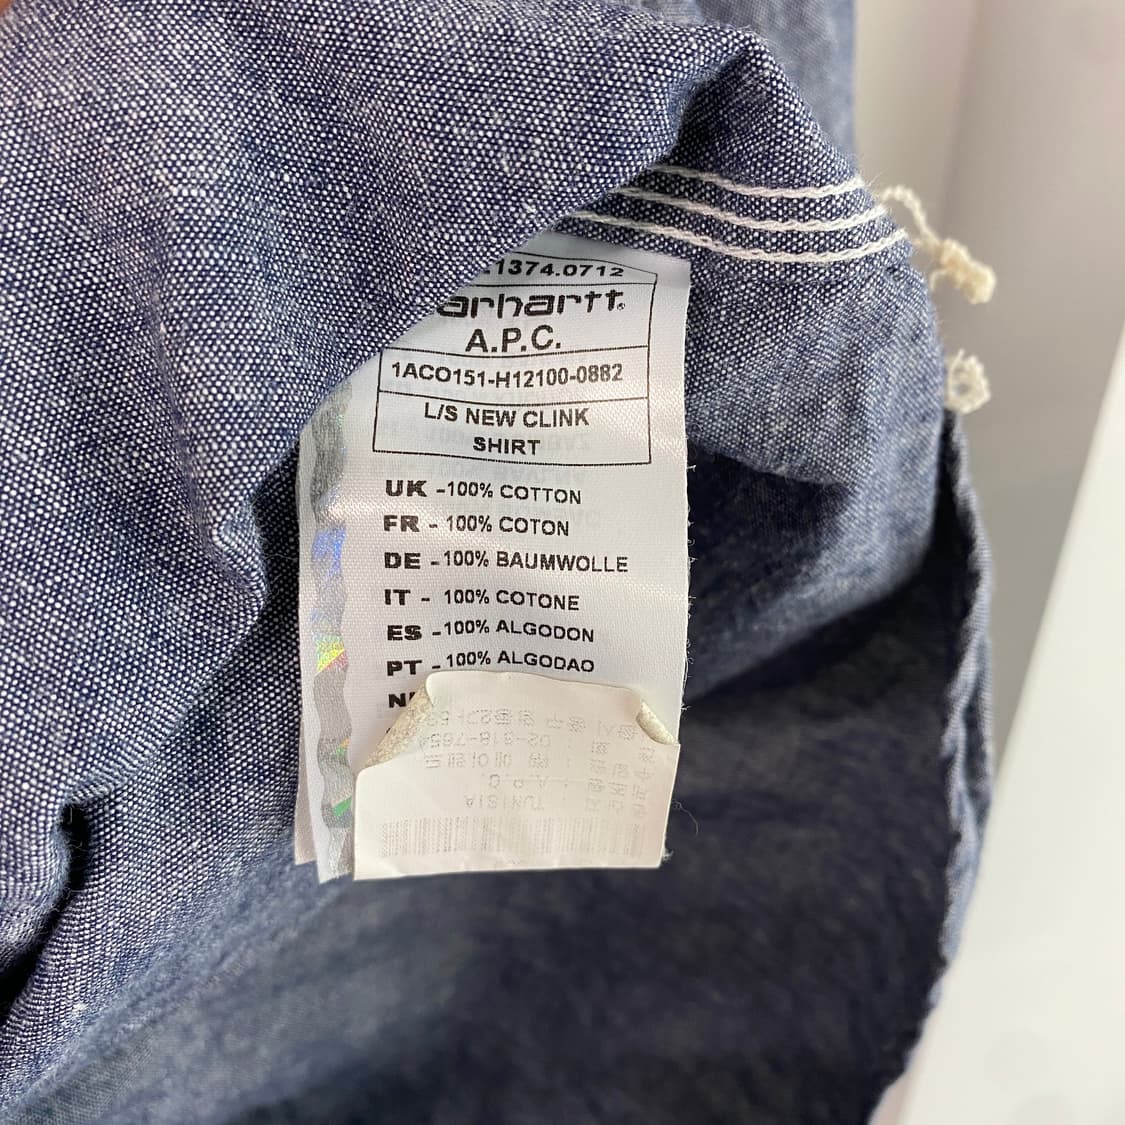 1374.0712
arhartt®
A.P.C.
1ACO151-H12100-0882
L/S NEW CLINK
SHIRT
UK -100% COTTON
FR - 100% COTON
DE -100% BAUMWOLLE
IT - 100% COTONE
ES -100% ALGODON
PT -100% ALGODAO
TUNISIA
A.P.C.